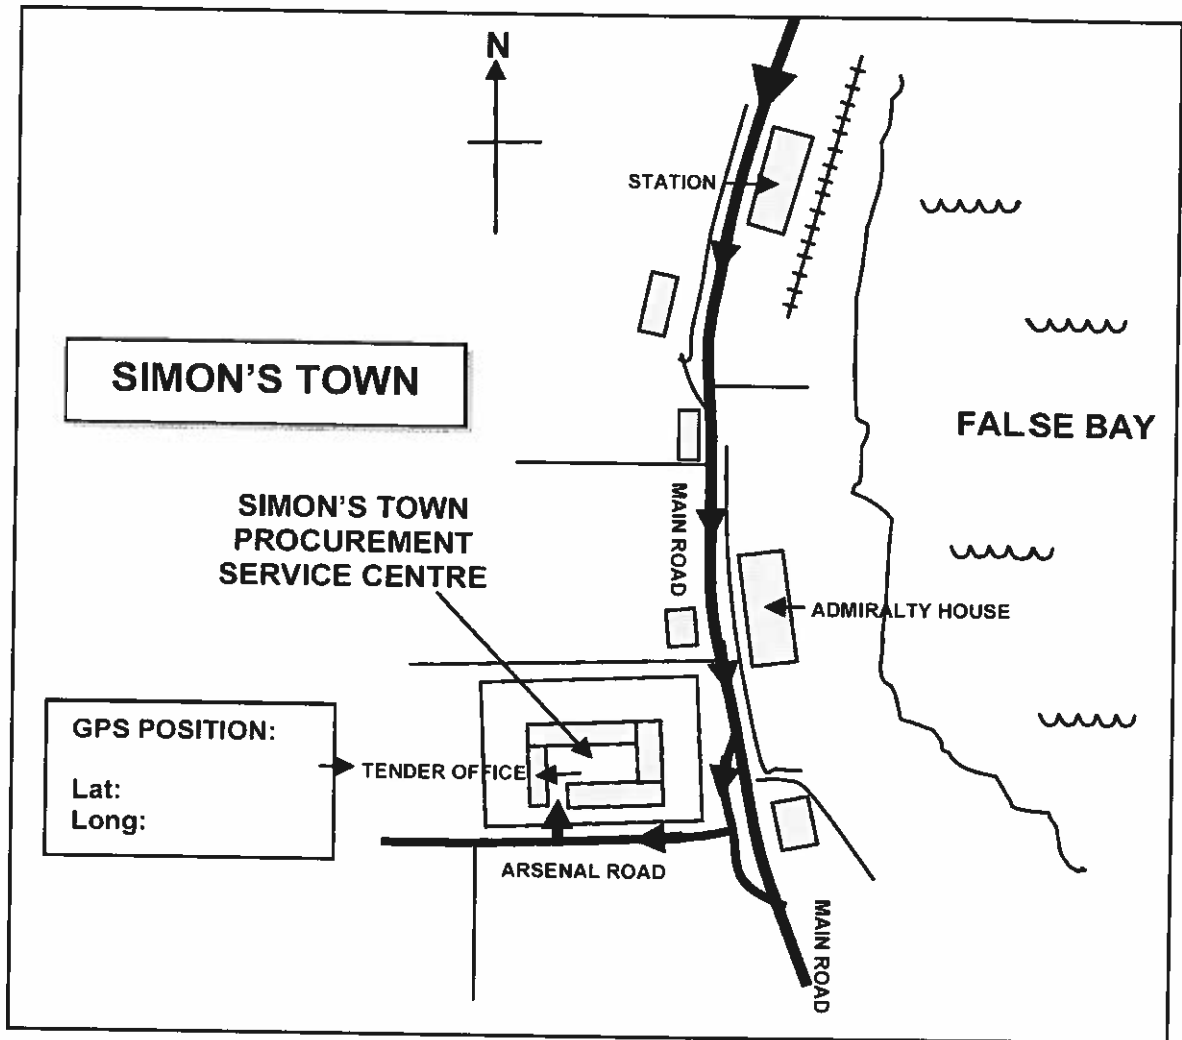 N
STATION
SIMON'S TOWN
FALSE BAY
SIMON'S TOWN
PROCUREMENT
SERVICE CENTRE
MAIN ROAD
ADMIRALTY HOUSE
GPS POSITION:
Lat:
Long:
TENDER OFFICE
ARSENAL ROAD
MAIN ROAD